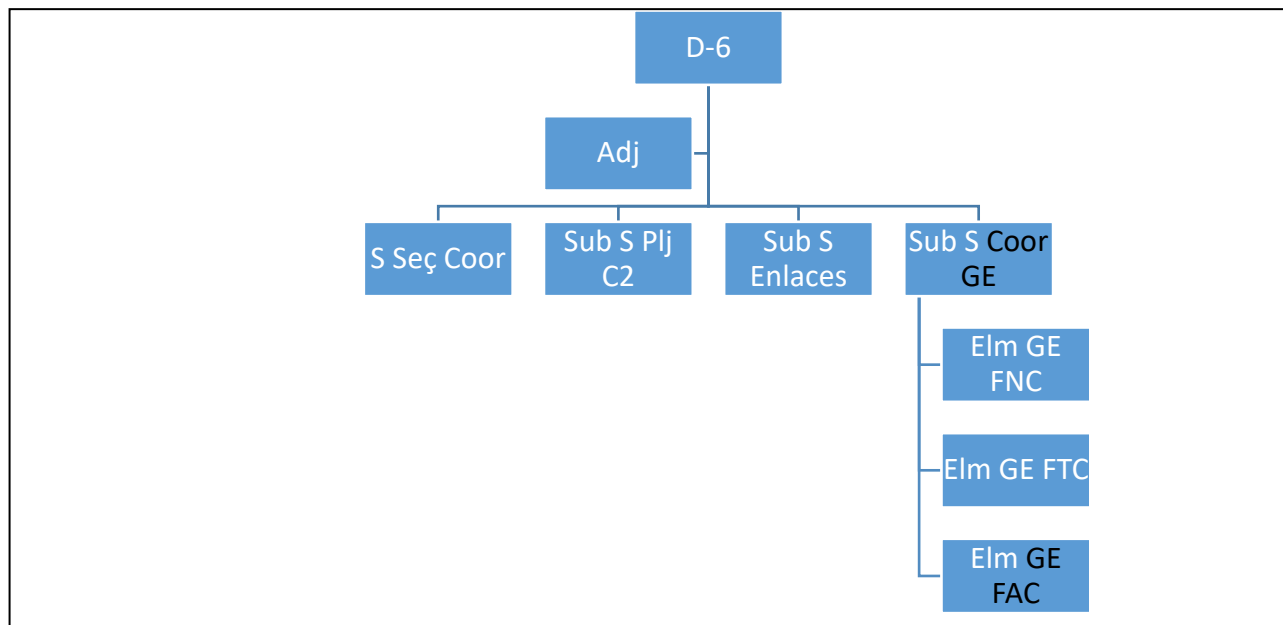 D-6
Adj
S Seç Coor
Sub S Plj
C2
Sub S
Enlaces
Sub S Coor
GE
Elm GE
FNC
Elm GE FTC
Elm GE
FAC